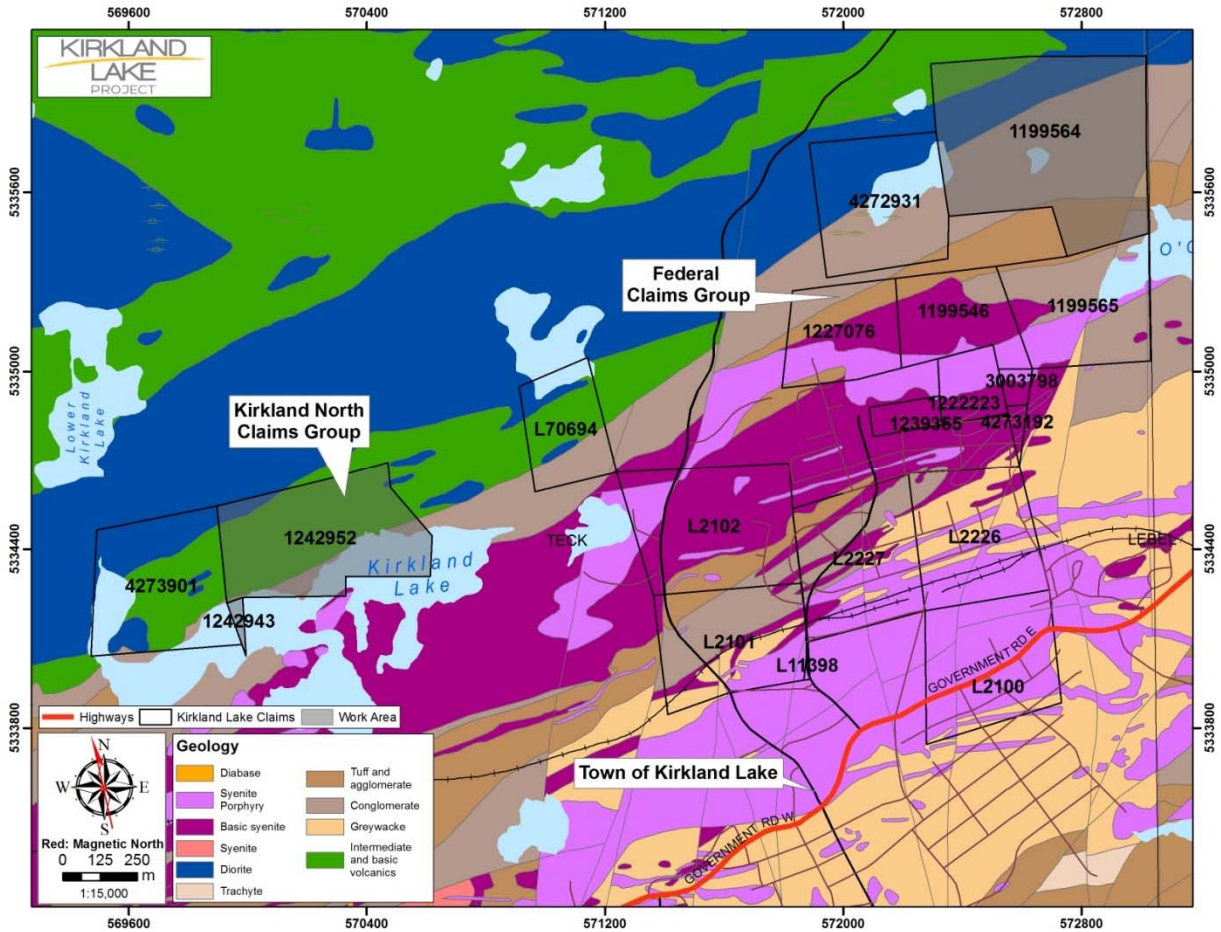 569600 570400 571200 572000 572800
KIRKLAND
LAKE
PROJECT
1199564
5335600
4272931
5335600
O'C
Federal
Claims Group
1199546
1199565
1227076
5335000
5335000
3003798
Lower
Kirkland
Lake
Kirkland North
Claims Group
1222223
L70694
1239365
4273192
L2102
1242952
TECK
L2226
LEBEL
5334400
5334400
Kirkland
Lake
L2227
4273901
1242943
L2101
L11398
GOVERNMENT RD E
L2100
Highways Kirkland Lake Claims Work Area
5333800
5333800
N
W E
S
Red: Magnetic North
0 125 250
m
1:15,000
Geology
Diabase
Syenite
Porphyry
Basic syenite
Syenite
Diorite
Trachyte
Tuff and
agglomerate
Conglomerate
Greywacke
Intermediate
and basic
volcanics
Town of Kirkland Lake
GOVERNMENT RD W
569600 570400 571200 572000 572800